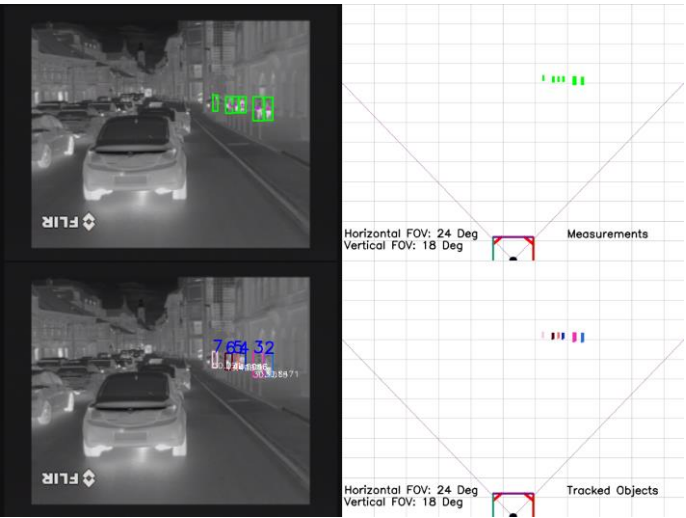 FLIR
Horizontal FOV: 24 Deg
Vertical FOV: 18 Deg
Measurements
7 6 5 4 3 2
FLIR
Horizontal FOV: 24 Deg
Vertical FOV: 18 Deg
Tracked Objects